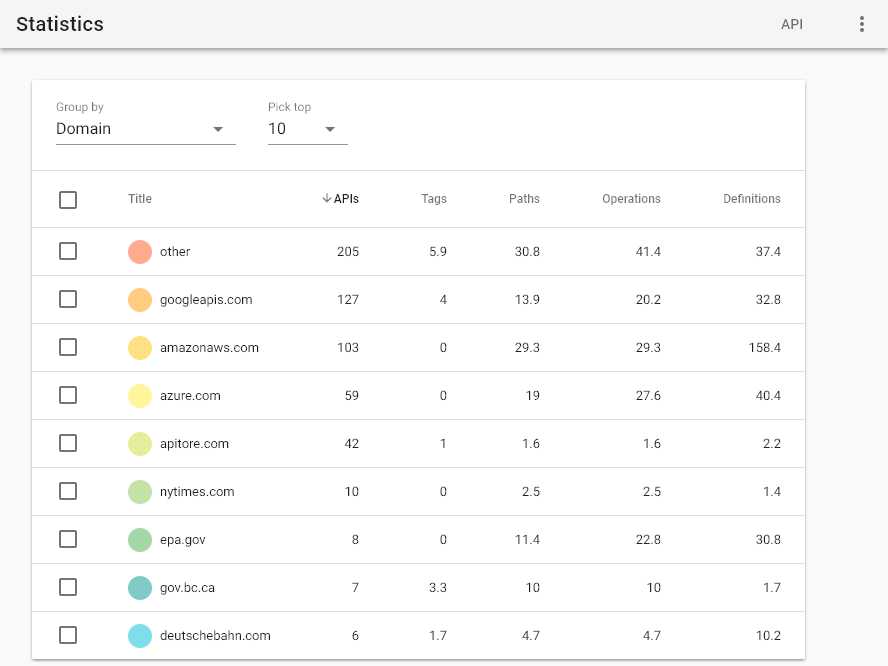 Statistics API
Group by Pick top
Domain 10
Title APIs Tags Paths Operations Definitions
other 205 5.9 30.8 41.4 37.4
googleapis.com 127 4 13.9 20.2 32.8
amazonaws.com 103 0 29.3 29.3 158.4
azure.com 59 0 19 27.6 40.4
apitore.com 42 1 1.6 1.6 2.2
nytimes.com 10 0 2.5 2.5 1.4
epa.gov 8 0 11.4 22.8 30.8
gov.bc.ca 7 3.3 10 10 1.7
deutschebahn.com 6 1.7 4.7 4.7 10.2